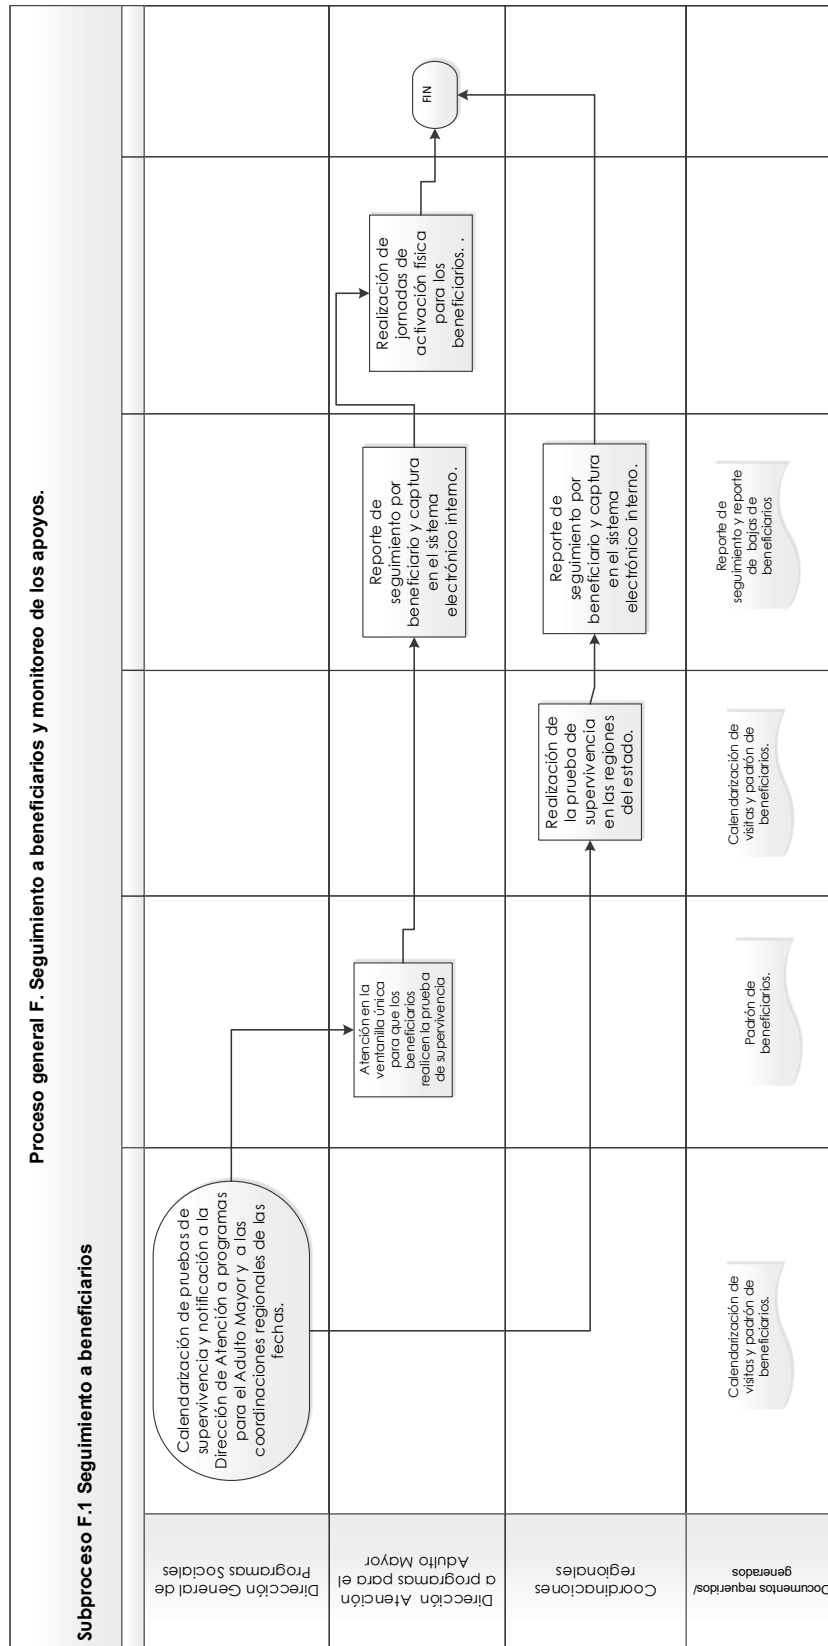 Proceso general F. Seguimiento a beneficiarios y monitoreo de los apoyos.
Subproceso F.1 Seguimiento a beneficiarios
Dirección General de
Programas Sociales
Calendarización de pruebas de
supervivencia y notificación a la
Dirección de Atención a programas
para el Adulto Mayor y a las
coordinaciones regionales de las
fechas.
Dirección Atención
a programas para el
Adulto Mayor
Atención en la
ventanilla única
para que los
beneficiarios
realicen la prueba
de supervivencia
Reporte de
seguimiento por
beneficiario y captura
en el sistema
electrónico interno.
Realización de
jornadas de
activación física
para los
beneficiarios. .
FIN
Coordinaciones
regionales
Realización de
la prueba de
supervivencia
en las regiones
del estado.
Reporte de
seguimiento por
beneficiario y captura
en el sistema
electrónico interno.
Documentos requeridos/
generados
Calendarización de
visitas y padrón de
beneficiarios.
Padrón de
beneficiarios.
Calendarización de
visitas y padrón de
beneficiarios.
Reporte de
seguimiento y reporte
de bajas de
beneficiarios